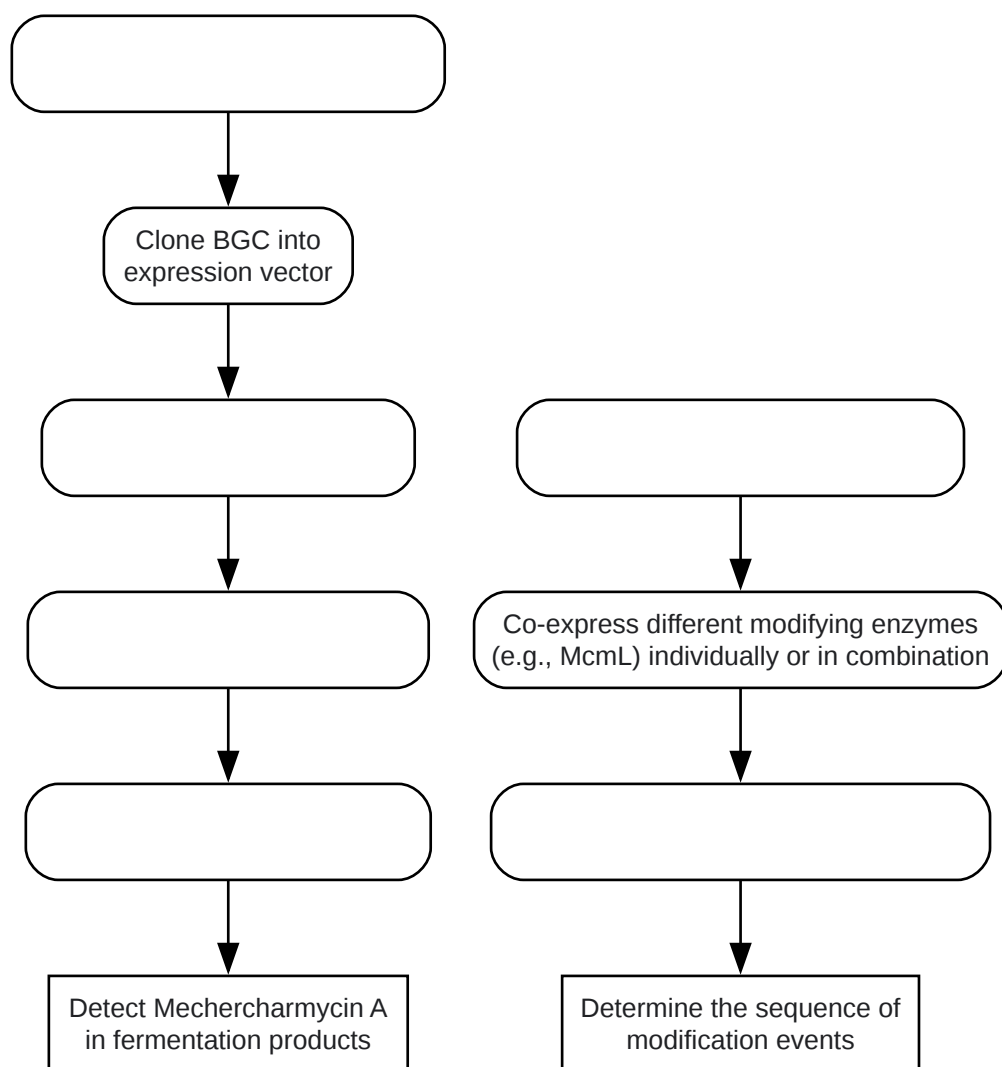 Clone BGC into
expression vector
Co-express different modifying enzymes
(e.g., McmL) individually or in combination
Detect Mechercharmycin A
in fermentation products
Determine the sequence of
modification events